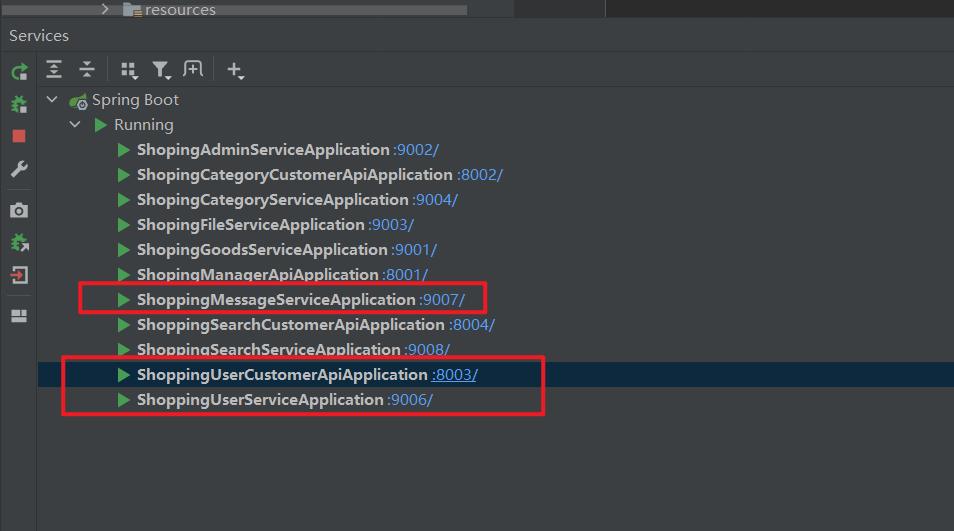 resources
Services
Spring Boot
Running
ShopingAdminServiceApplication :9002/
ShopingCategoryCustomerApiApplication :8002/
ShopingCategoryServiceApplication :9004/
ShopingFileServiceApplication :9003/
ShopingGoodsServiceApplication :9001/
ShopingManagerApiApplication :8001/
ShoppingMessageServiceApplication :9007/
ShoppingSearchCustomerApiApplication :8004/
ShoppingSearchServiceApplication :9008/
ShoppingUserCustomerApiApplication :8003/
ShoppingUserServiceApplication :9006/